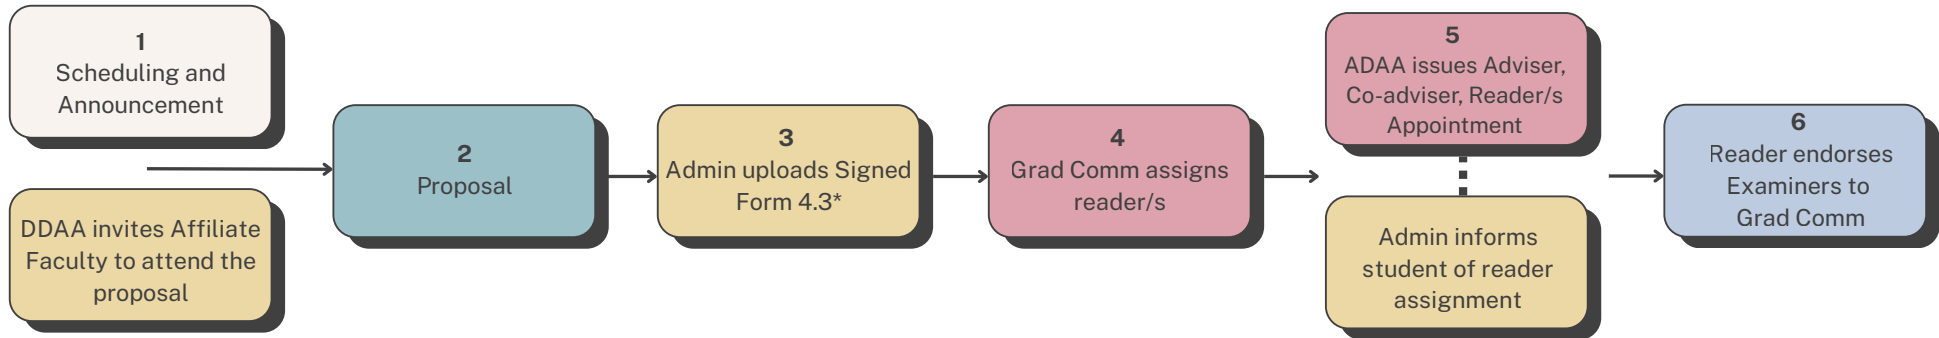 1
Scheduling and
Announcement
DDAA invites Affiliate
Faculty to attend the
proposal
2
Proposal
3
Admin uploads Signed
Form 4.3*
4
Grad Comm assigns
reader/s
5
ADAA issues Adviser,
Co-adviser, Reader/s
Appointment
Admin informs
student of reader
assignment
6
Reader endorses
Examiners to
Grad Comm